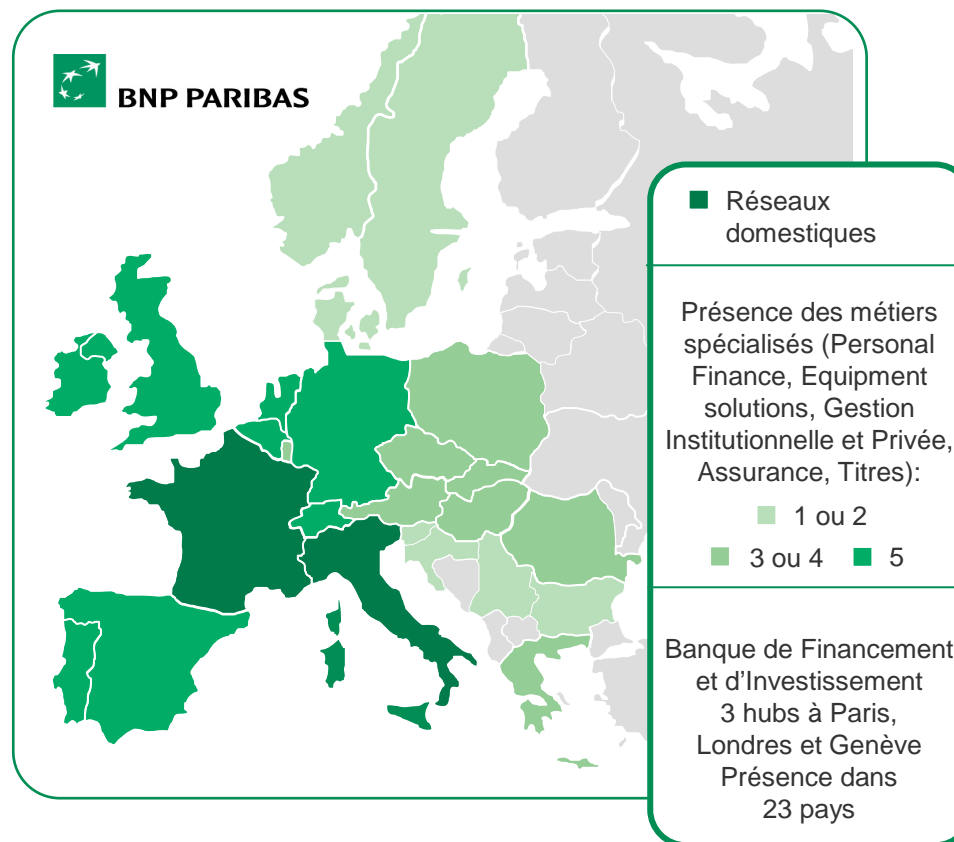 BNP PARIBAS
Réseaux
domestiques
Présence des métiers
spécialisés (Personal
Finance, Equipment
solutions, Gestion
Institutionnelle et Privée,
Assurance, Titres):
1 ou 2
3 ou 4 5
Banque de Financement
et d’Investissement
3 hubs à Paris,
Londres et Genève
Présence dans
23 pays